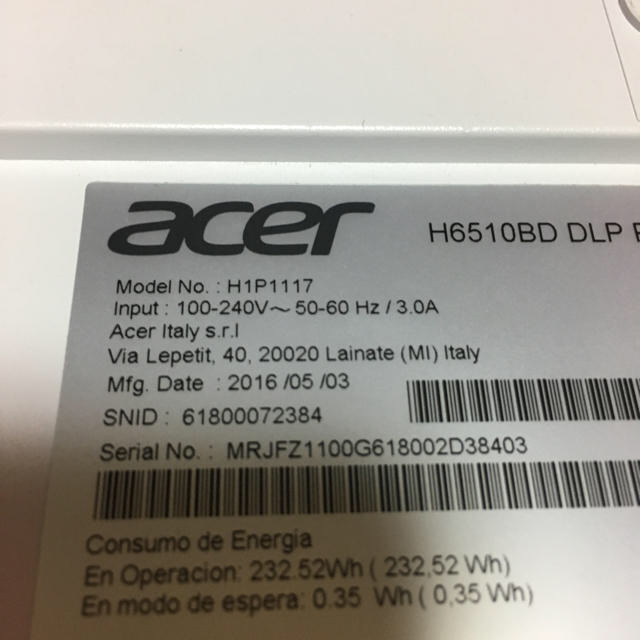 acer
H6510BD DLP
Model No. : H1P1117
Input : 100-240V～ 50-60 Hz / 3.0A
Acer Italy s.r.l
Via Lepetit, 40, 20020 Lainate (MI) Italy
Mfg. Date : 2016 /05 /03
SNID : 61800072384
Serial No. : MRJFZ1100G618002D38403
Consumo de Energia
En Operacion: 232.52Wh ( 232,52 Wh)
En modo de espera: 0.35 Wh ( 0,35 Wh)